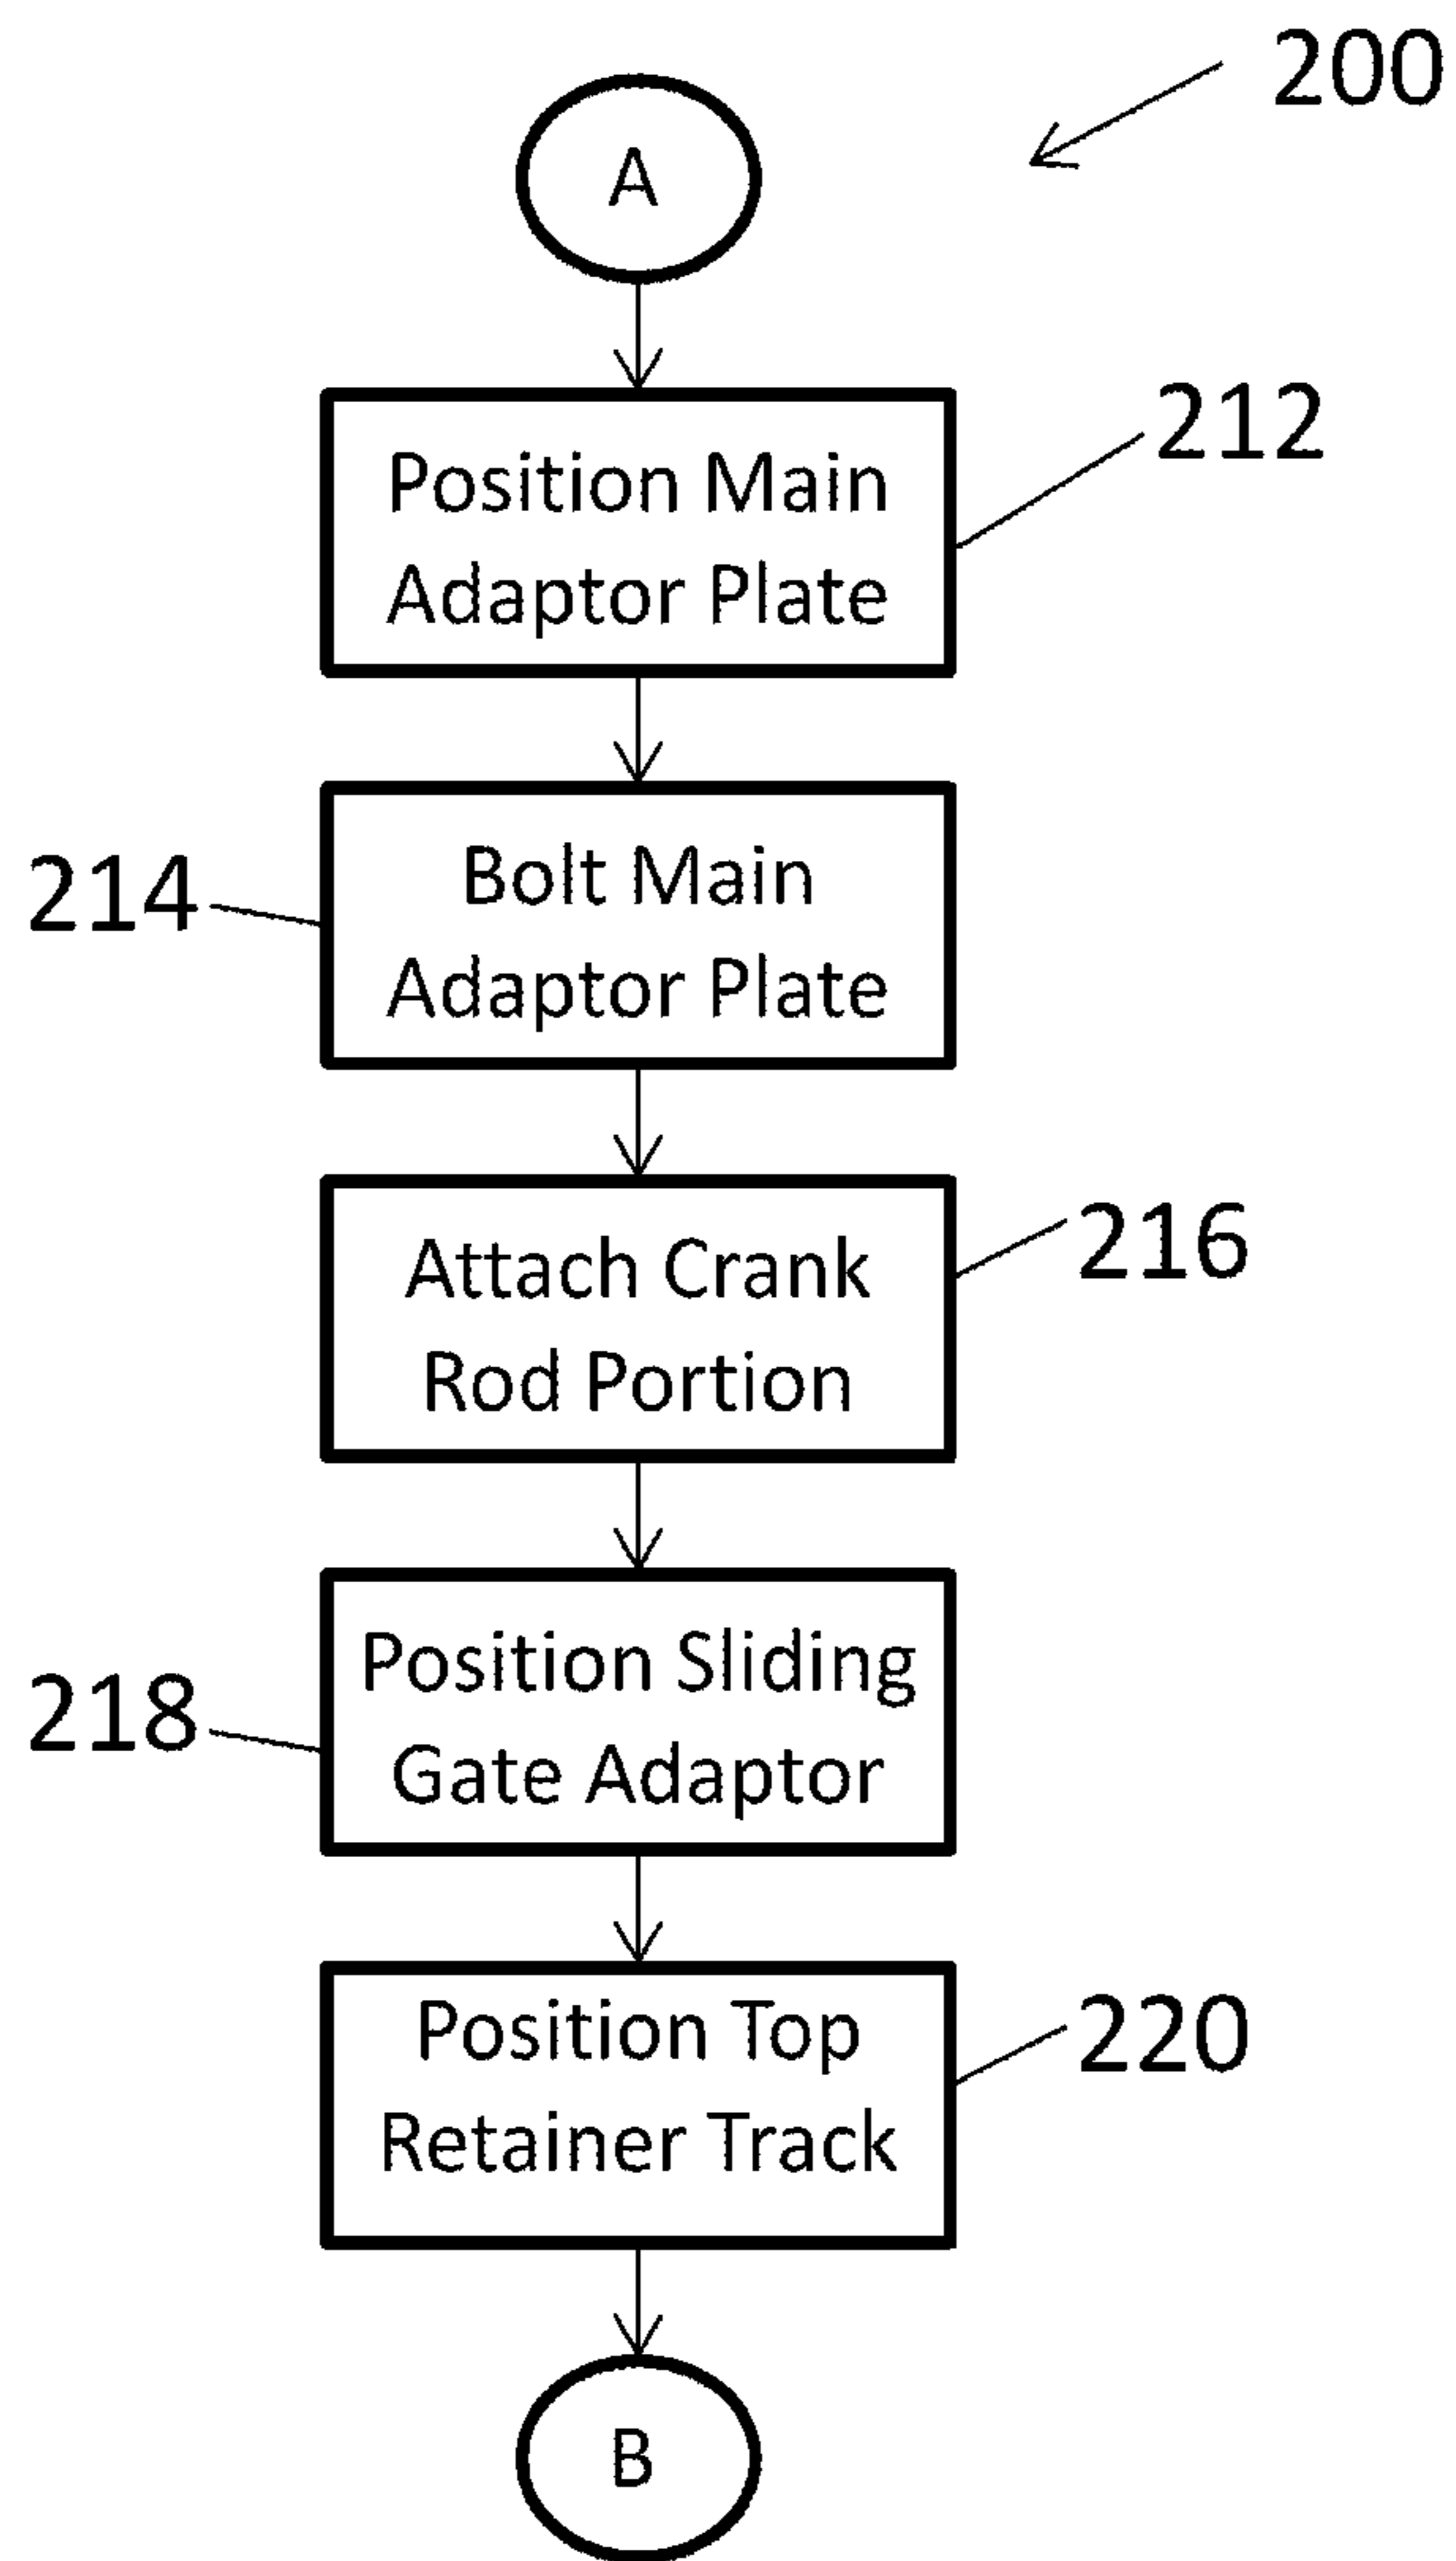 200
A
Position Main
Adaptor Plate
212
Bolt Main
Adaptor Plate
214
Attach Crank
Rod Portion
216
Position Sliding
Gate Adaptor
218
Position Top
Retainer Track
220
B